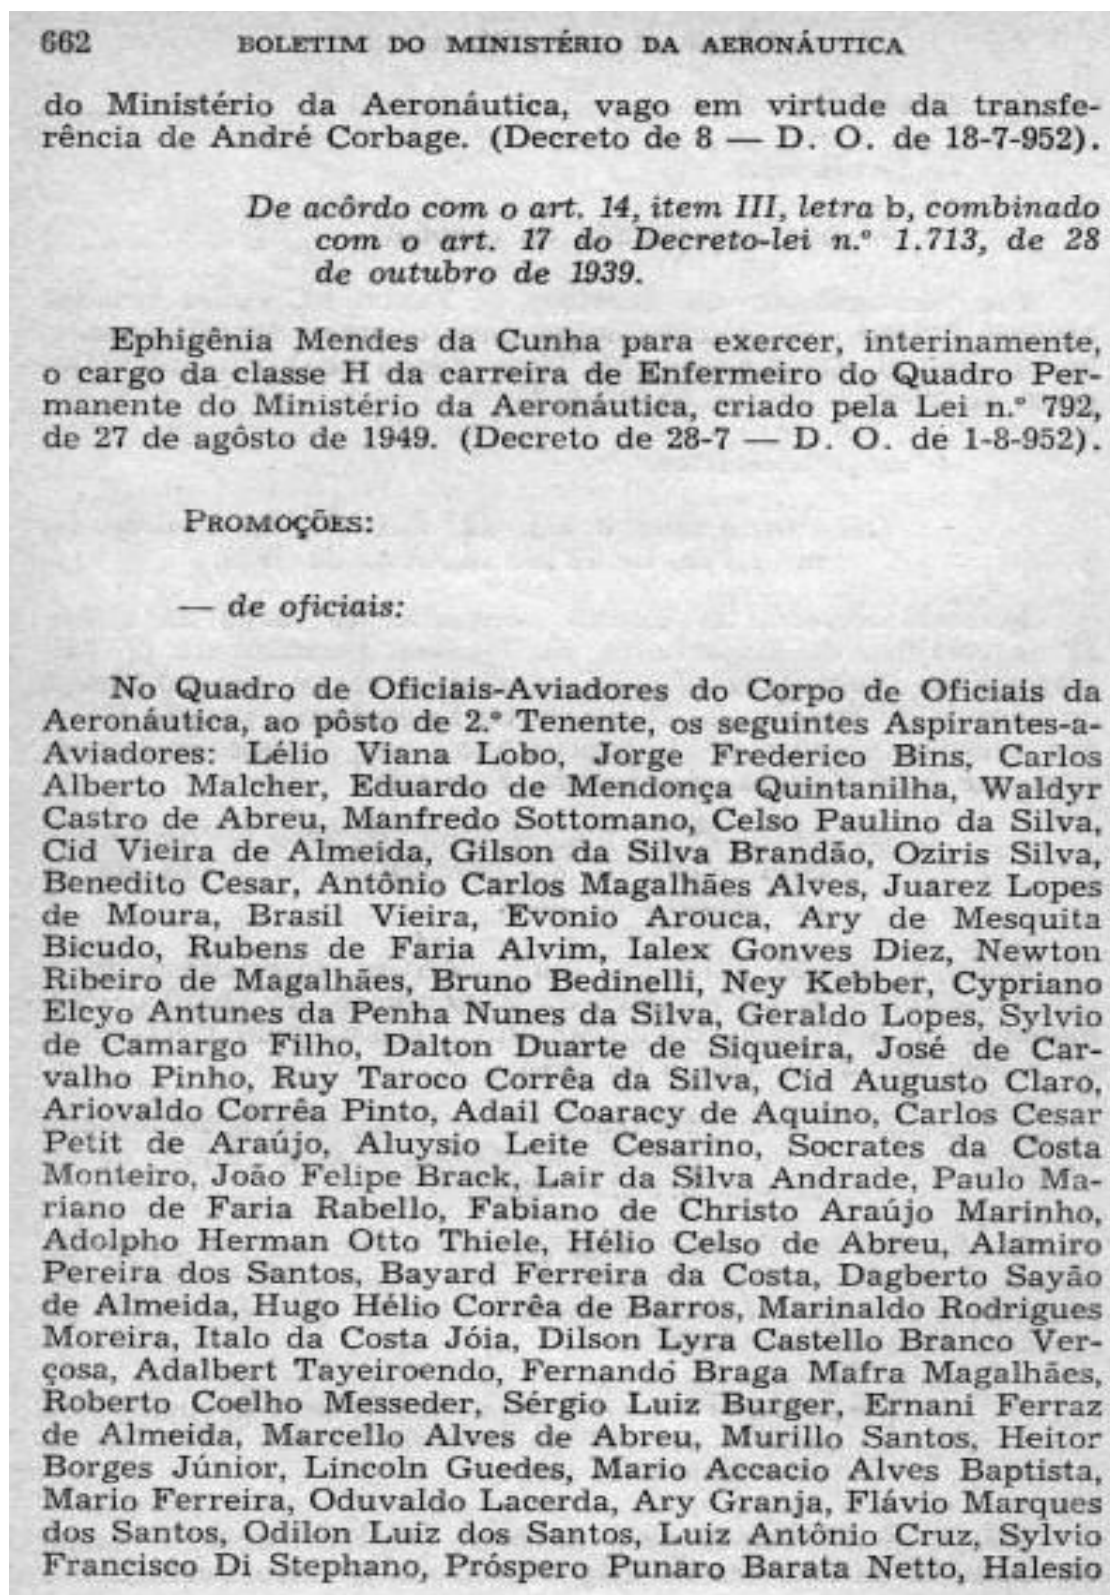 662 BOLETIM DO MINISTÉRIO DA AERONÁUTICA
do Ministério da Aeronáutica, vago em virtude da transfe-
rência de André Corbage. (Decreto de 8 — D. O. de 18-7-952).
De acôrdo com o art. 14, item III, letra b, combinado
com o art. 17 do Decreto-lei n.º 1.713, de 28
de outubro de 1939.
Ephigênia Mendes da Cunha para exercer, interinamente,
o cargo da classe H da carreira de Enfermeiro do Quadro Per-
manente do Ministério da Aeronáutica, criado pela Lei n.º 792,
de 27 de agôsto de 1949. (Decreto de 28-7 — D. O. de 1-8-952).
PROMOÇÕES:
— de oficiais:
No Quadro de Oficiais-Aviadores do Corpo de Oficiais da
Aeronáutica, ao pôsto de 2.º Tenente, os seguintes Aspirantes-a-
Aviadores: Lélio Viana Lobo, Jorge Frederico Bins, Carlos
Alberto Malcher, Eduardo de Mendonça Quintanilha, Waldyr
Castro de Abreu, Manfredo Sottomano, Celso Paulino da Silva,
Cid Vieira de Almeida, Gilson da Silva Brandão, Oziris Silva,
Benedito Cesar, Antônio Carlos Magalhães Alves, Juarez Lopes
de Moura, Brasil Vieira, Evonio Arouca, Ary de Mesquita
Bicudo, Rubens de Faria Alvim, Ialex Gonves Diez, Newton
Ribeiro de Magalhães, Bruno Bedinelli, Ney Kebber, Cypriano
Elcyo Antunes da Penha Nunes da Silva, Geraldo Lopes, Sylvio
de Camargo Filho, Dalton Duarte de Siqueira, José de Car-
valho Pinho, Ruy Taroco Corrêa da Silva, Cid Augusto Claro,
Ariovaldo Corrêa Pinto, Adail Coaracy de Aquino, Carlos Cesar
Petit de Araújo, Aluysio Leite Cesarino, Socrates da Costa
Monteiro, João Felipe Brack, Lair da Silva Andrade, Paulo Ma-
riano de Faria Rabello, Fabiano de Christo Araújo Marinho,
Adolpho Herman Otto Thiele, Hélio Celso de Abreu, Alamiro
Pereira dos Santos, Bayard Ferreira da Costa, Dagberto Sayão
de Almeida, Hugo Hélio Corrêa de Barros, Marinaldo Rodrigues
Moreira, Italo da Costa Jóia, Dilson Lyra Castello Branco Ver-
çosa, Adalbert Tayeiroendo, Fernando Braga Mafra Magalhães,
Roberto Coelho Messeder, Sérgio Luiz Burger, Ernani Ferraz
de Almeida, Marcello Alves de Abreu, Murillo Santos, Heitor
Borges Júnior, Lincoln Guedes, Mario Accacio Alves Baptista,
Mario Ferreira, Oduvaldo Lacerda, Ary Granja, Flávio Marques
dos Santos, Odilon Luiz dos Santos, Luiz Antônio Cruz, Sylvio
Francisco Di Stephano, Próspero Punaro Barata Netto, Halesio